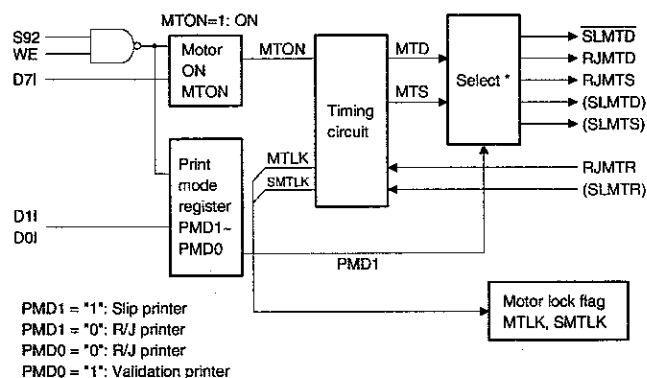 MTON=1: ON
S92
WE
D7I
Motor
ON
MTON
MTON
Timing
circuit
MTD
MTS
Select *
SLMTD
RJMTD
RJMTS
(SLMTD)
(SLMTS)
RJMTR
(SLMTR)
MTLK
SMTLK
Print
mode
register
PMD1~
PMD0
D1I
D0I
PMD1
Motor lock flag
MTLK, SMTLK
PMD1 = "1": Slip printer
PMD1 = "0": R/J printer
PMD0 = "0": R/J printer
PMD0 = "1": Validation printer